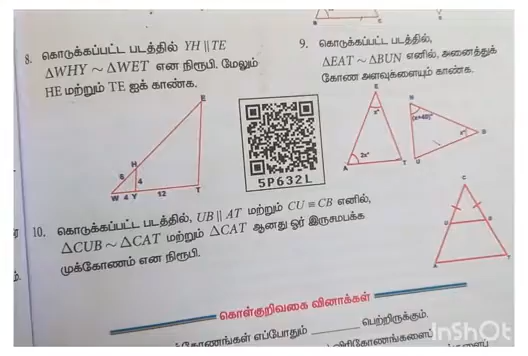 8. கொடுக்கப்பட்ட படத்தில் YH || TE
ΔWHY ~ ΔWET என நிரூபி. மேலும்
HE மற்றும் TE ஐக் காண்க.
E
H
6
4
W 4 Y 12 T
5P632L
9. கொடுக்கப்பட்ட படத்தில்,
ΔEAT ~ ΔBUN எனில், அனைத்துக்
கோண அளவுகளையும் காண்க.
E
x°
2x°
A T
(x+40)°
x°
U
10. கொடுக்கப்பட்ட படத்தில், UB || AT மற்றும் CU ≡ CB எனில்,
ΔCUB ~ ΔCAT மற்றும் ΔCAT ஆனது ஓர் இருசமபக்க
முக்கோணம் என நிரூபி.
C
U B
A T
கொள்குறிவகை வினாக்கள்
எப்போதும் ________ பெற்றிருக்கும்.
InShOt